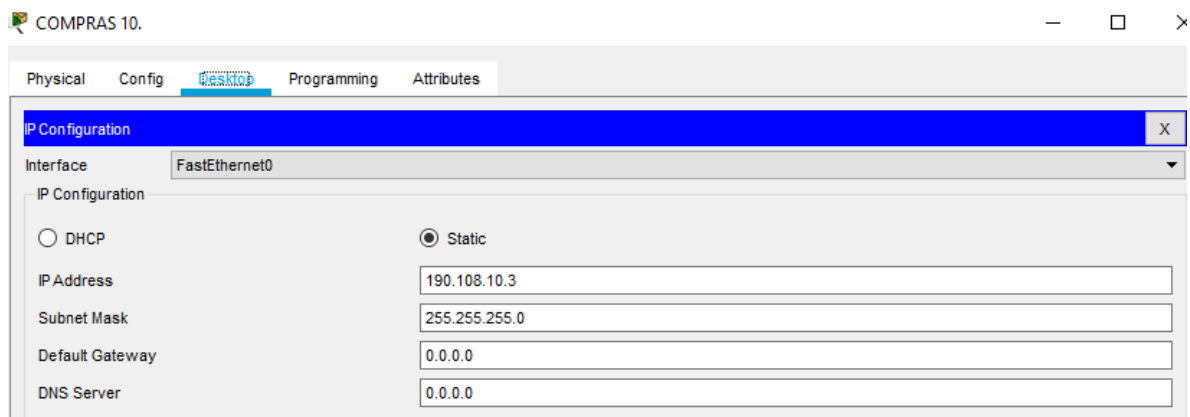 COMPRAS 10.
Physical Config Desktop Programming Attributes
IP Configuration X
Interface FastEthernet0
IP Configuration
DHCP Static
IP Address 190.108.10.3
Subnet Mask 255.255.255.0
Default Gateway 0.0.0.0
DNS Server 0.0.0.0